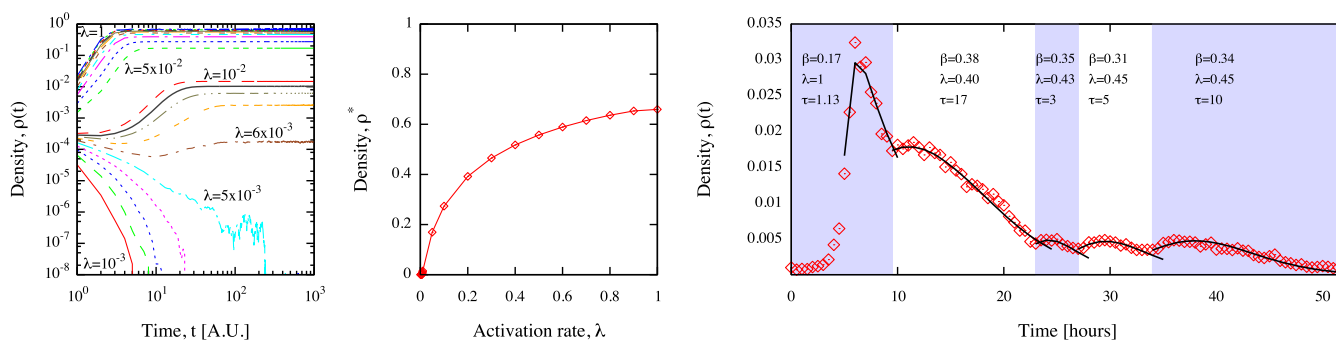 10^0
10^-1
10^-2
10^-3
10^-4
10^-5
10^-6
10^-7
10^-8
Density, ρ(t)
λ=1
λ=5x10^-2
λ=10^-2
λ=6x10^-3
λ=5x10^-3
λ=10^-3
10^0 10^1 10^2 10^3
Time, t [A.U.]
1
0.8
0.6
0.4
0.2
0
Density, ρ*
0 0.2 0.4 0.6 0.8 1
Activation rate, λ
0.035
0.03
0.025
0.02
0.015
0.01
0.005
Density, ρ(t)
β=0.17 β=0.38 β=0.35 β=0.31 β=0.34
λ=1 λ=0.40 λ=0.43 λ=0.45 λ=0.45
τ=1.13 τ=17 τ=3 τ=5 τ=10
0 10 20 30 40 50
Time [hours]